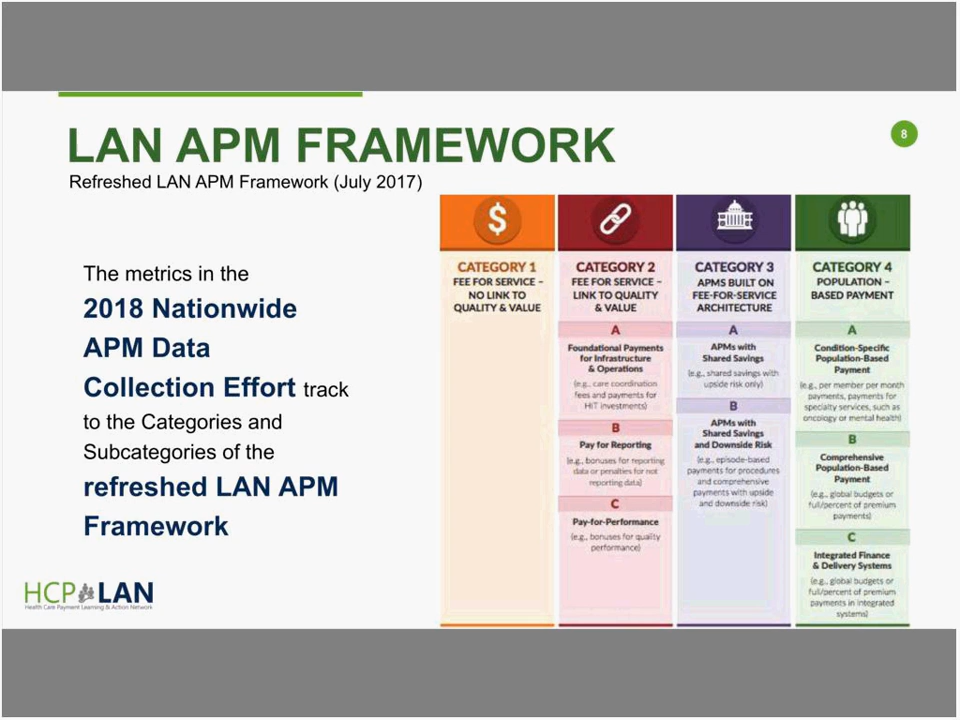 LAN APM FRAMEWORK
8
Refreshed LAN APM Framework (July 2017)
The metrics in the
2018 Nationwide
APM Data
Collection Effort track
to the Categories and
Subcategories of the
refreshed LAN APM
Framework
HCP LAN
Health Care Payment Learning & Action Network
$
CATEGORY 1
FEE FOR SERVICE –
NO LINK TO
QUALITY & VALUE
CATEGORY 2
FEE FOR SERVICE –
LINK TO QUALITY
& VALUE
A
Foundational Payments
for Infrastructure
& Operations
(e.g., care coordination
fees and payments for
HIT investments)
B
Pay for Reporting
(e.g., bonuses for reporting
data or penalties for not
reporting data)
C
Pay-for-Performance
(e.g., bonuses for quality
performance)
CATEGORY 3
APMS BUILT ON
FEE-FOR-SERVICE
ARCHITECTURE
A
APMs with
Shared Savings
(e.g., shared savings with
upside risk only)
B
APMs with
Shared Savings
and Downside Risk
(e.g., episode-based
payments for procedures
and comprehensive
payments with upside
and downside risk)
CATEGORY 4
POPULATION –
BASED PAYMENT
A
Condition-Specific
Population-Based
Payment
(e.g., per member per month
payments, payments for
specialty services, such as
oncology or mental health)
B
Comprehensive
Population-Based
Payment
(e.g., global budgets or
full/percent of premium
payments)
C
Integrated Finance
& Delivery Systems
(e.g., global budgets or
full/percent of premium
payments in integrated
systems)